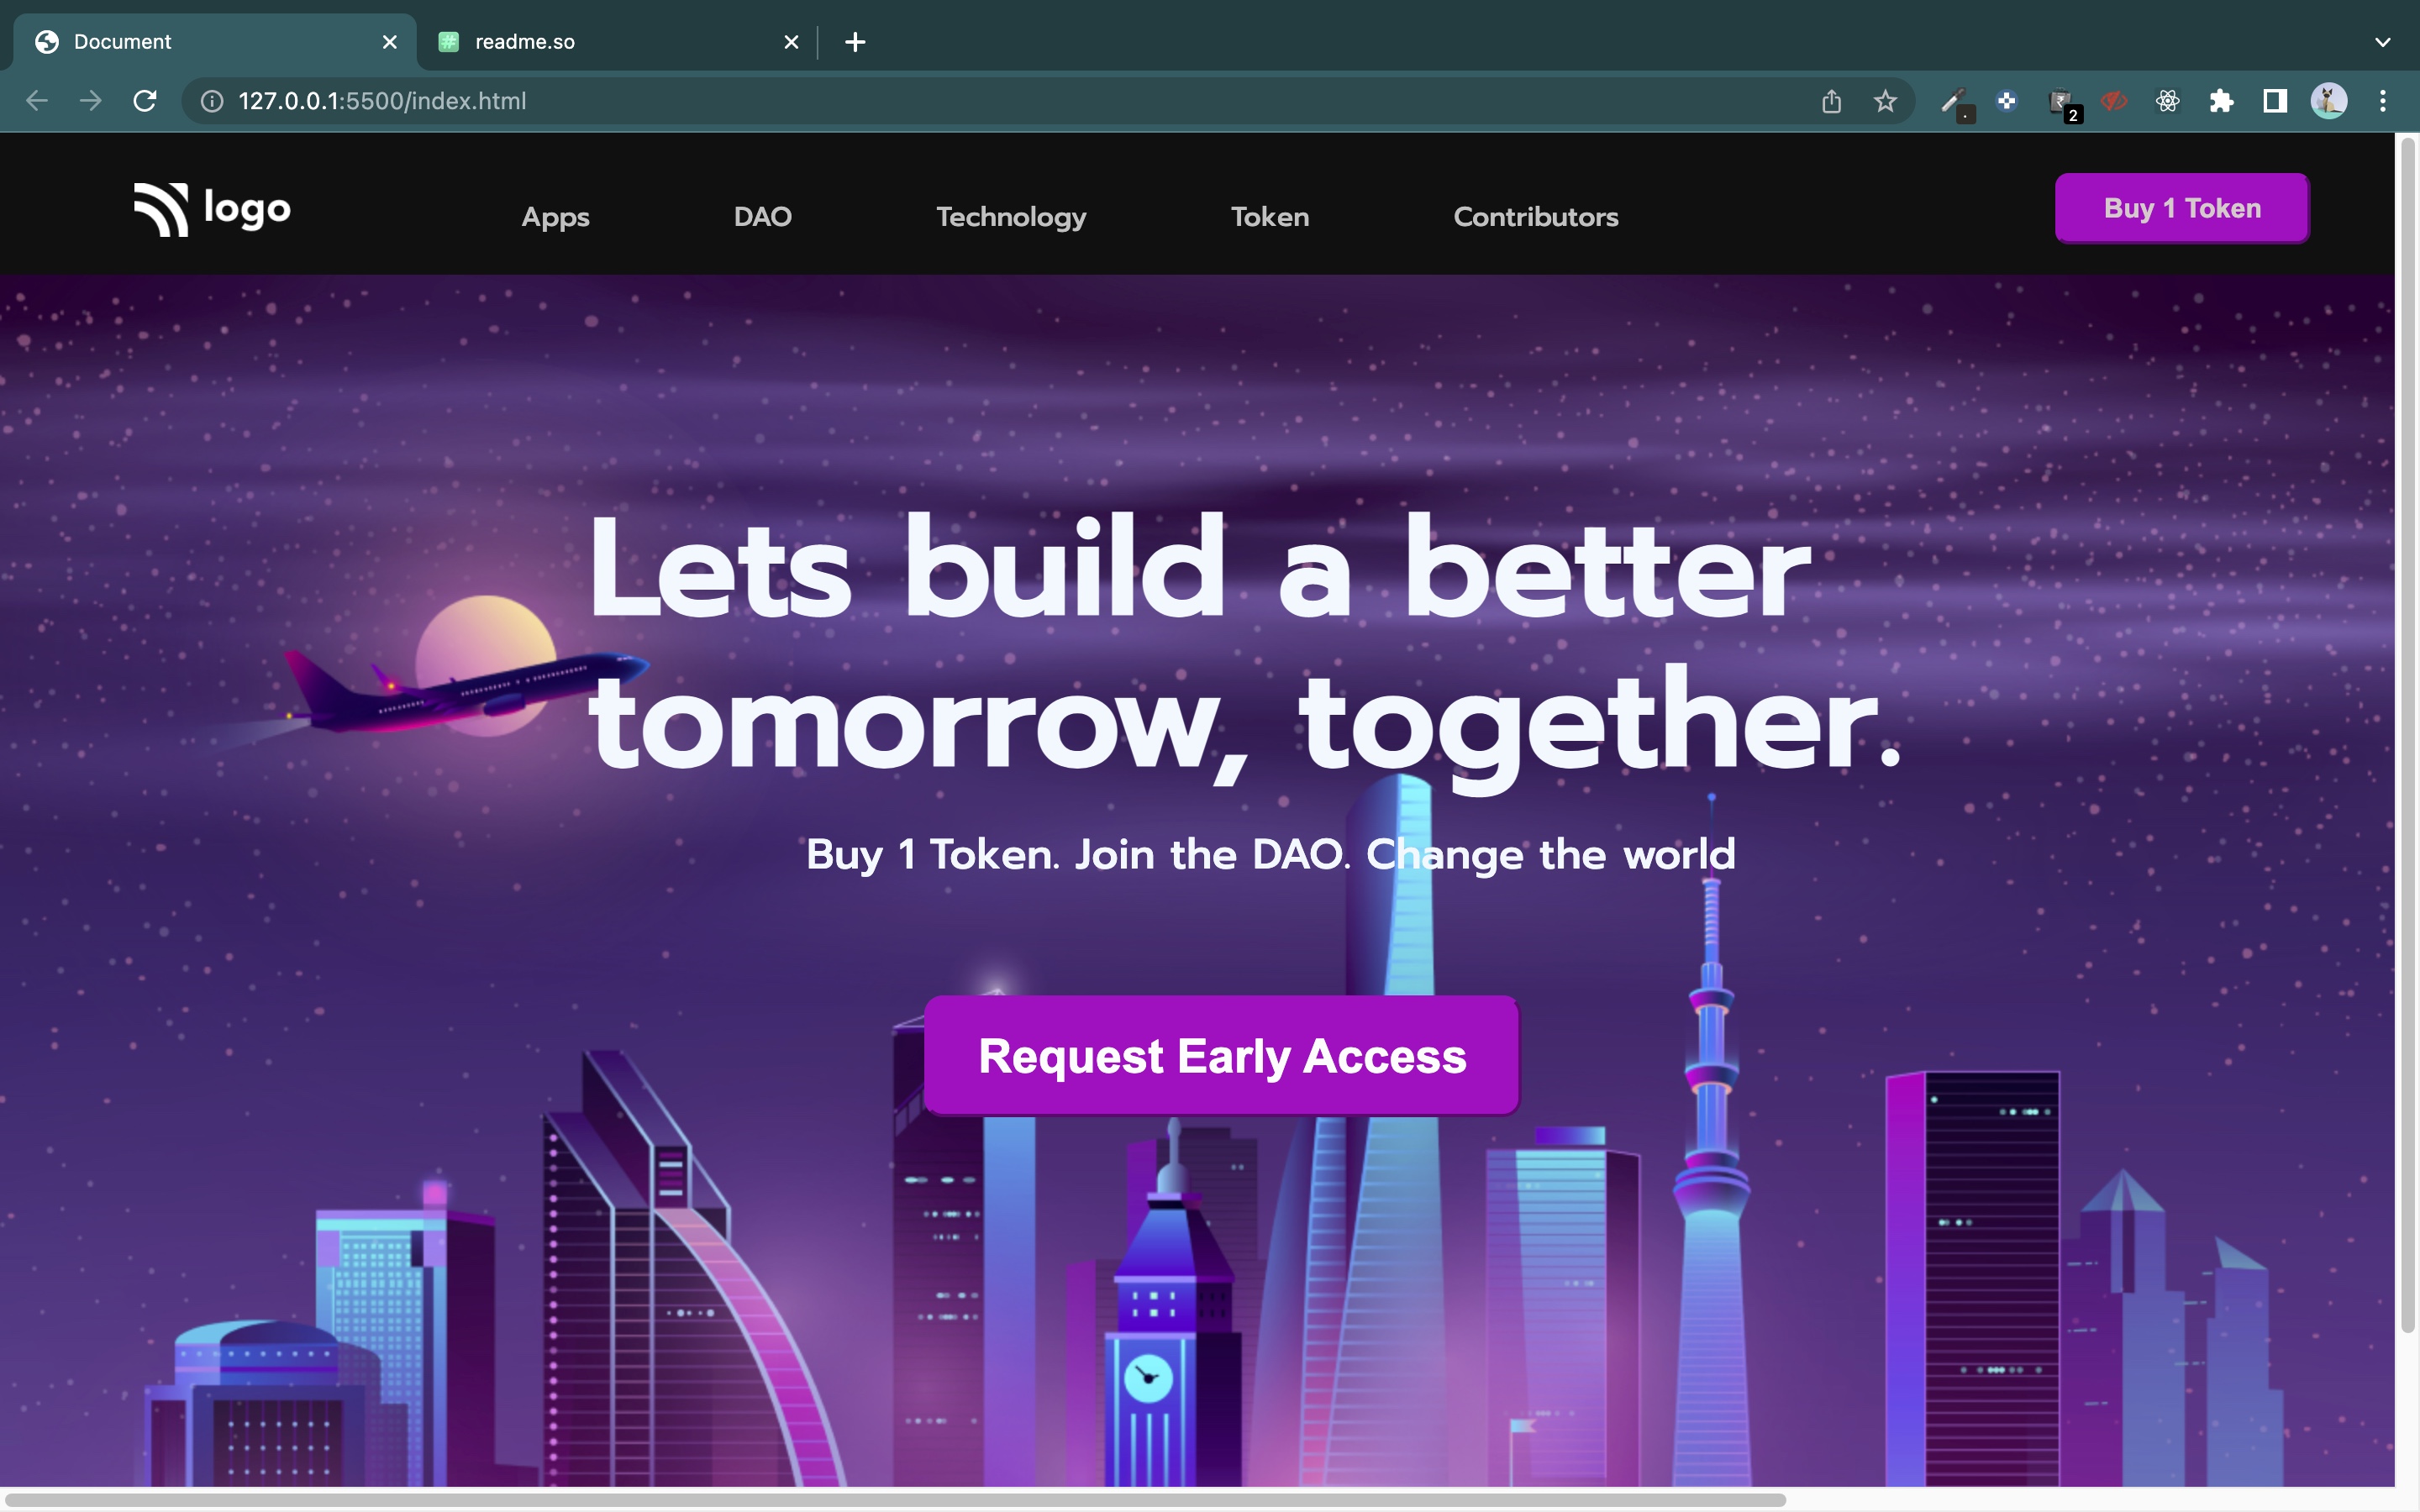 Document
readme.so
127.0.0.1:5500/index.html
2
logo
Apps
DAO
Technology
Token
Contributors
Buy 1 Token
Lets build a better
tomorrow, together.
Buy 1 Token. Join the DAO. Change the world
Request Early Access